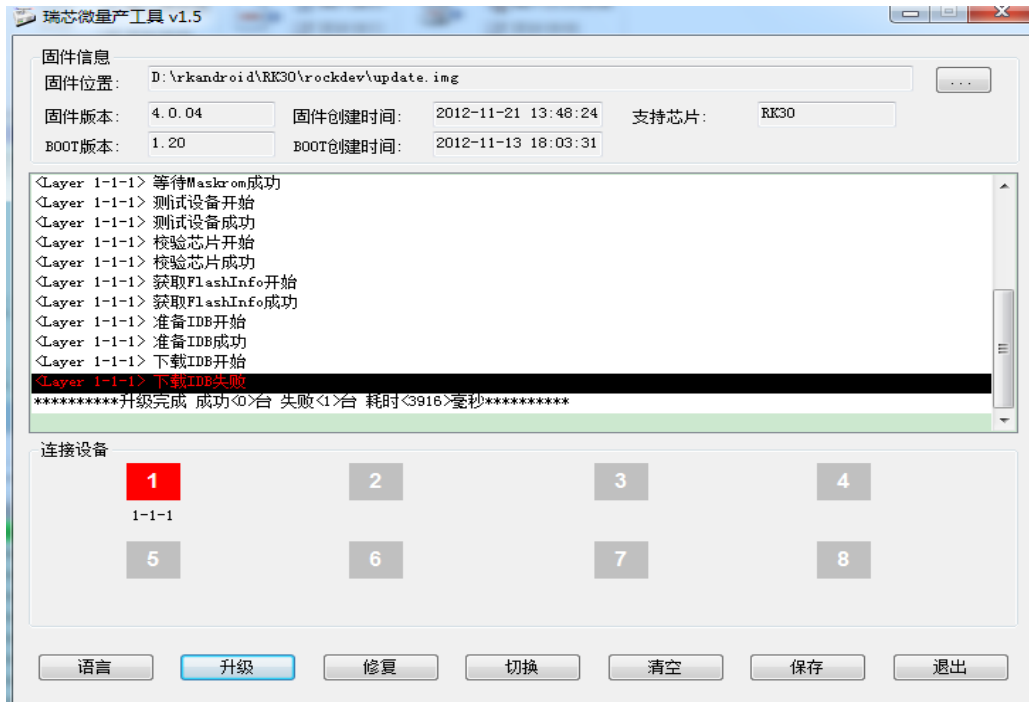 瑞芯微量产工具 v1.5
固件信息
固件位置: D:\rkandroid\RK30\rockdev\update.img ...
固件版本: 4.0.04 固件创建时间: 2012-11-21 13:48:24 支持芯片: RK30
BOOT版本: 1.20 BOOT创建时间: 2012-11-13 18:03:31
<Layer 1-1-1> 等待Maskrom成功
<Layer 1-1-1> 测试设备开始
<Layer 1-1-1> 测试设备成功
<Layer 1-1-1> 校验芯片开始
<Layer 1-1-1> 校验芯片成功
<Layer 1-1-1> 获取FlashInfo开始
<Layer 1-1-1> 获取FlashInfo成功
<Layer 1-1-1> 准备IDB开始
<Layer 1-1-1> 准备IDB成功
<Layer 1-1-1> 下载IDB开始
<Layer 1-1-1> 下载IDB失败
**********升级完成 成功<0>台 失败<1>台 耗时<3916>毫秒**********
连接设备
1 2 3 4
1-1-1
5 6 7 8
语言 升级 修复 切换 清空 保存 退出